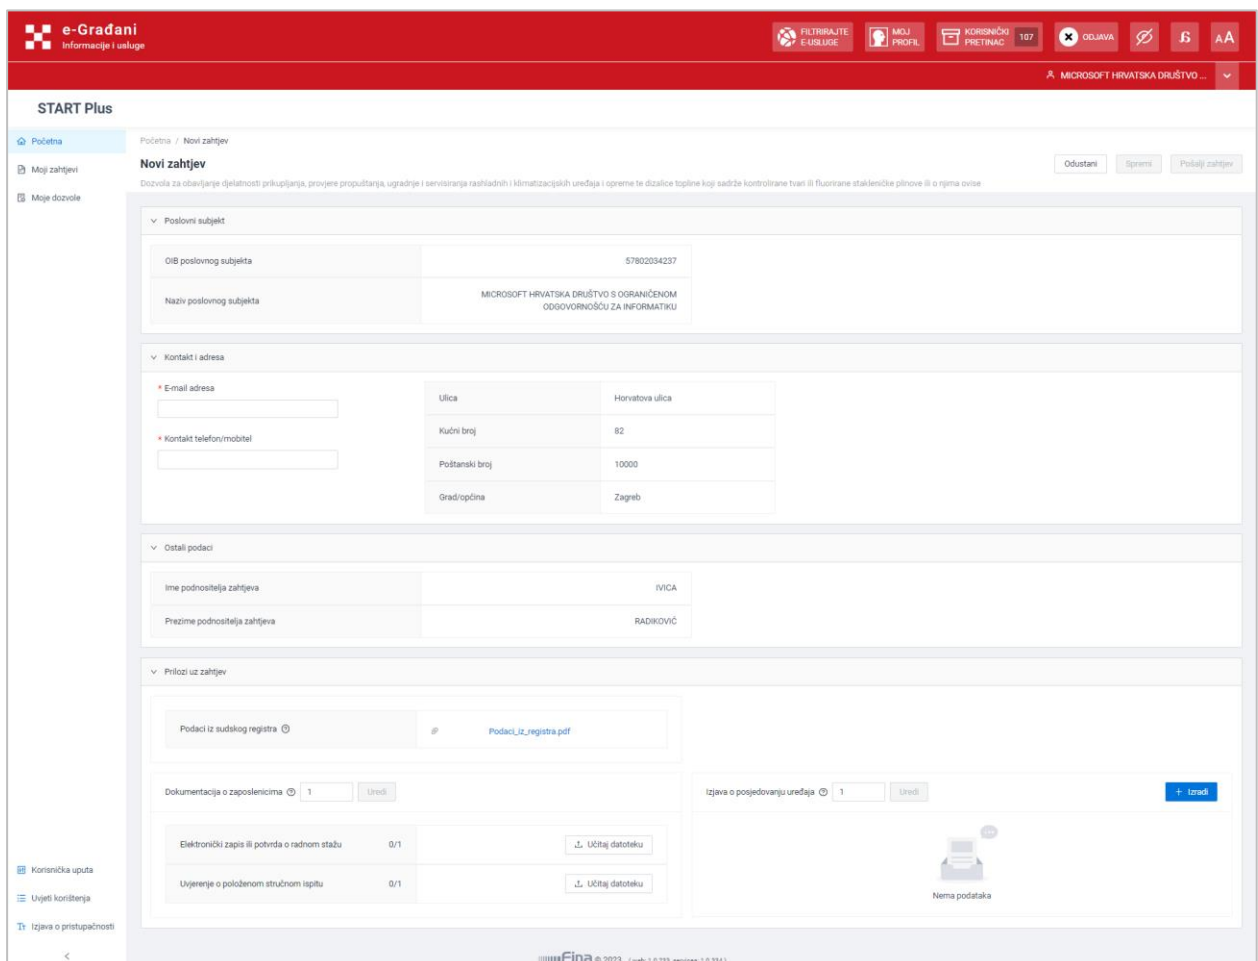 e-Građani
Informacije i usluge
FILTRIRAJTE
E-USLUGE
MOJ
PROFIL
KORISNIČKI
PRETINAC
107
ODJAVA
AA
MICROSOFT HRVATSKA DRUŠTVO ...
START Plus
Početna
Moji zahtjevi
Moje dozvole
Početna / Novi zahtjev
Novi zahtjev
Odustani
Spremi
Pošalji zahtjev
Dozvola za obavljanje djelatnosti prikupljanja, provjere propuštanja, ugradnje i servisiranja rashladnih i klimatizacijskih uređaja i opreme te dizalice topline koji sadrže kontrolirane tvari ili fluorirane stakleničke plinove ili o njima ovise
Poslovni subjekt
OIB poslovnog subjekta
57802034237
Naziv poslovnog subjekta
MICROSOFT HRVATSKA DRUŠTVO S OGRANIČENOM
ODGOVORNOŠĆU ZA INFORMATIKU
Kontakt i adresa
* E-mail adresa
* Kontakt telefon/mobitel
Ulica
Horvatova ulica
Kućni broj
82
Poštanski broj
10000
Grad/općina
Zagreb
Ostali podaci
Ime podnositelja zahtjeva
IVICA
Prezime podnositelja zahtjeva
RADIKOVIĆ
Prilozi uz zahtjev
Podaci iz sudskog registra
Podaci_iz_registra.pdf
Dokumentacija o zaposlenicima
1
Uredi
Elektronički zapis ili potvrda o radnom stažu
0/1
Učitaj datoteku
Uvjerenje o položenom stručnom ispitu
0/1
Učitaj datoteku
Izjava o posjedovanju uređaja
1
Uredi
+ Izradi
Nema podataka
Korisnička uputa
Uvjeti korištenja
Izjava o pristupačnosti
Fina © 2023